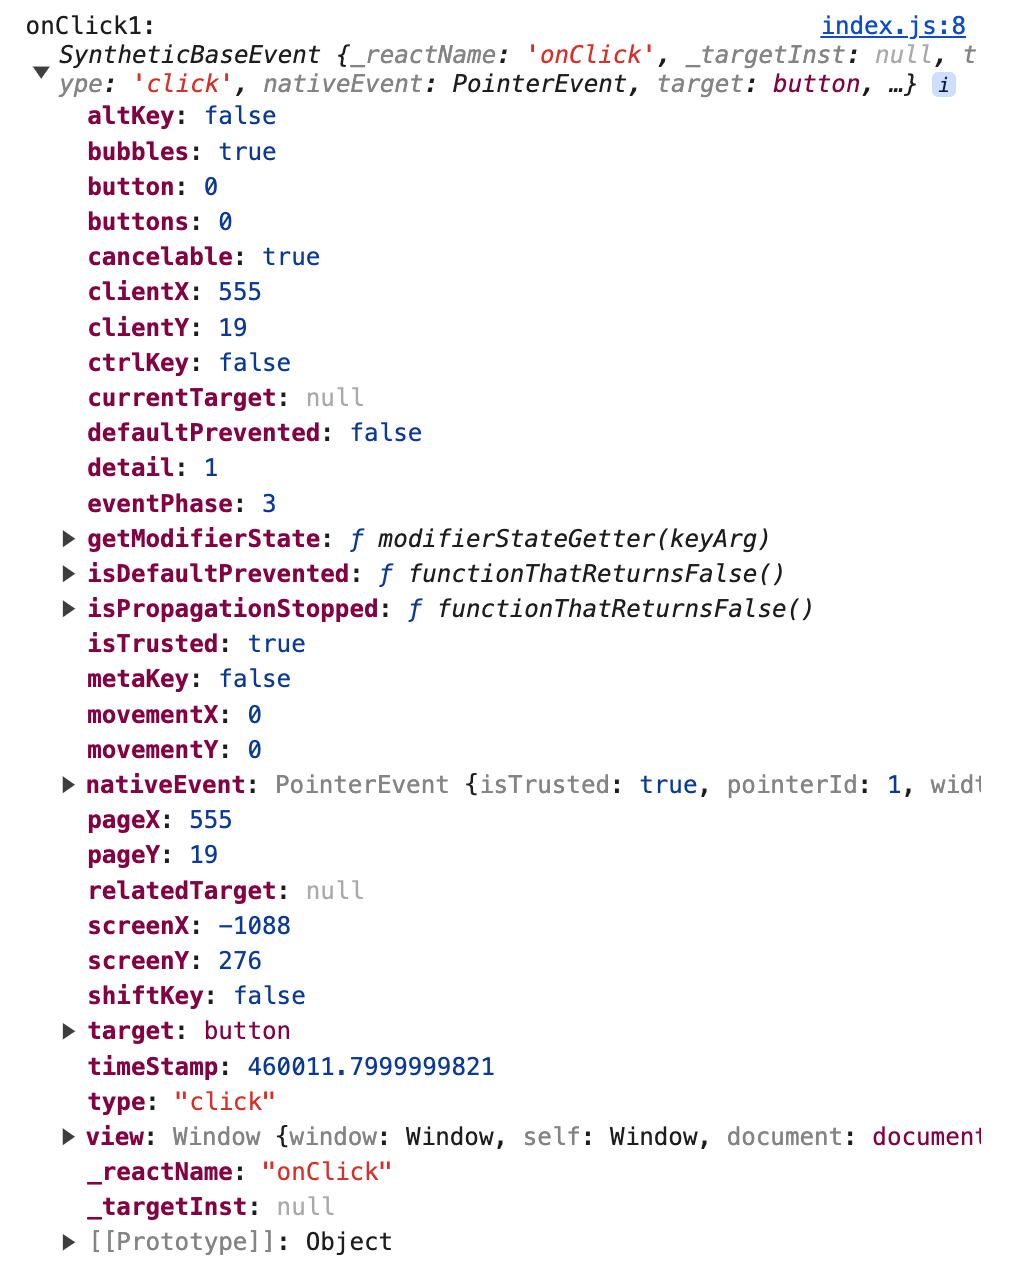 onClick1: index.js:8
SyntheticBaseEvent {_reactName: 'onClick', _targetInst: null, t
ype: 'click', nativeEvent: PointerEvent, target: button, …} i
altKey: false
bubbles: true
button: 0
buttons: 0
cancelable: true
clientX: 555
clientY: 19
ctrlKey: false
currentTarget: null
defaultPrevented: false
detail: 1
eventPhase: 3
getModifierState: ƒ modifierStateGetter(keyArg)
isDefaultPrevented: ƒ functionThatReturnsFalse()
isPropagationStopped: ƒ functionThatReturnsFalse()
isTrusted: true
metaKey: false
movementX: 0
movementY: 0
nativeEvent: PointerEvent {isTrusted: true, pointerId: 1, widt
pageX: 555
pageY: 19
relatedTarget: null
screenX: -1088
screenY: 276
shiftKey: false
target: button
timeStamp: 460011.7999999821
type: "click"
view: Window {window: Window, self: Window, document: document
_reactName: "onClick"
_targetInst: null
[[Prototype]]: Object